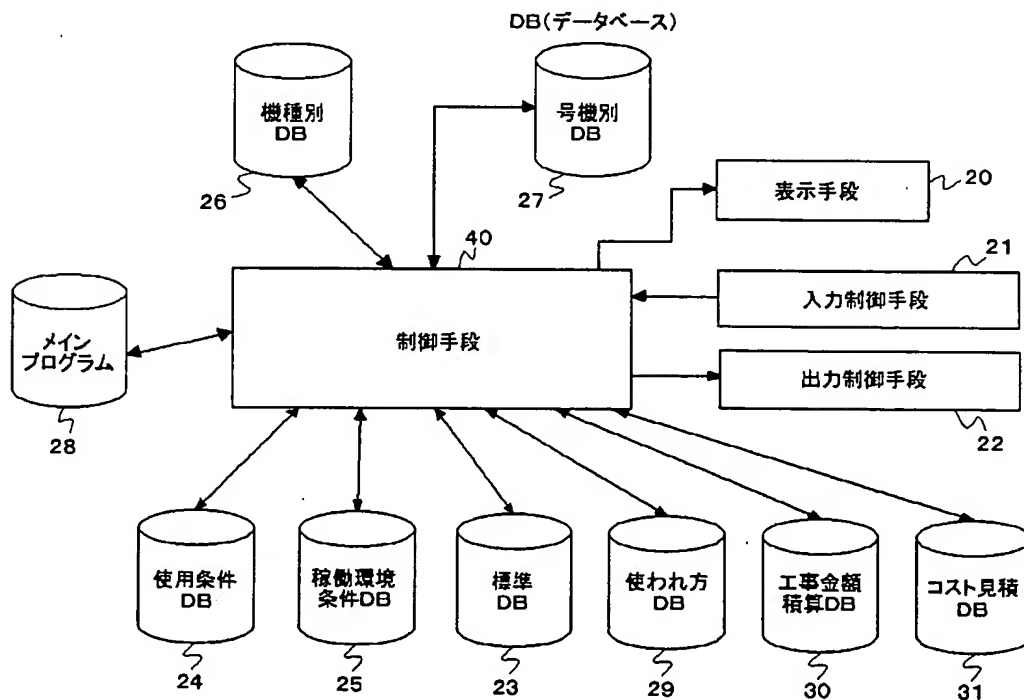 DB(データベース)
機種別
DB
号機別
DB
26
27
表示手段
20
40
21
入力制御手段
メイン
プログラム
制御手段
出力制御手段
28
22
使用条件
DB
稼働環境
条件DB
標準
DB
使われ方
DB
工事金額
積算DB
コスト見積
DB
24
25
23
29
30
31